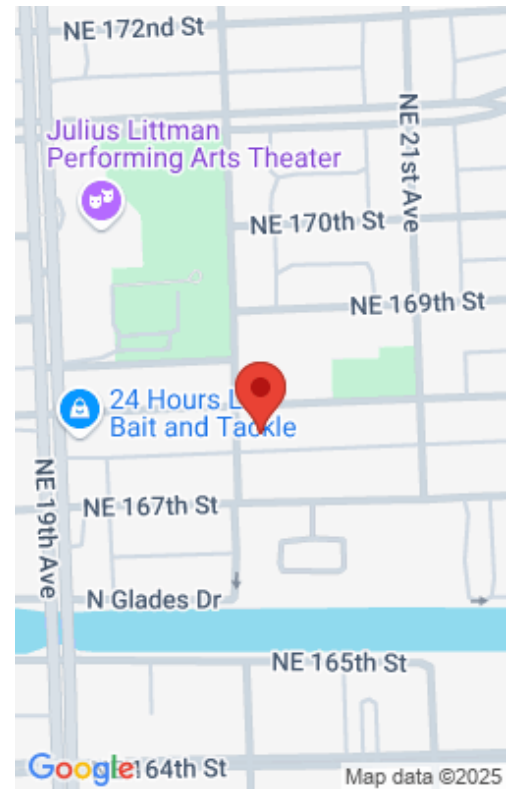 NE 172nd St
Julius Littman
Performing Arts Theater
NE 21st Ave
NE 170th St
NE 169th St
24 Hours L
Bait and Tackle
NE 19th Ave
NE 167th St
N Glades Dr
NE 165th St
Google
164th St
Map data ©2025